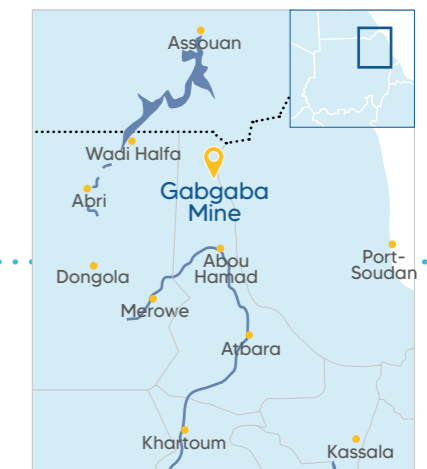 Assouan
Wadi Halfa
Gabgaba
Mine
Abri
Abou
Hamad
Port-
Soudan
Dongola
Merowe
Atbara
Khartoum
Kassala